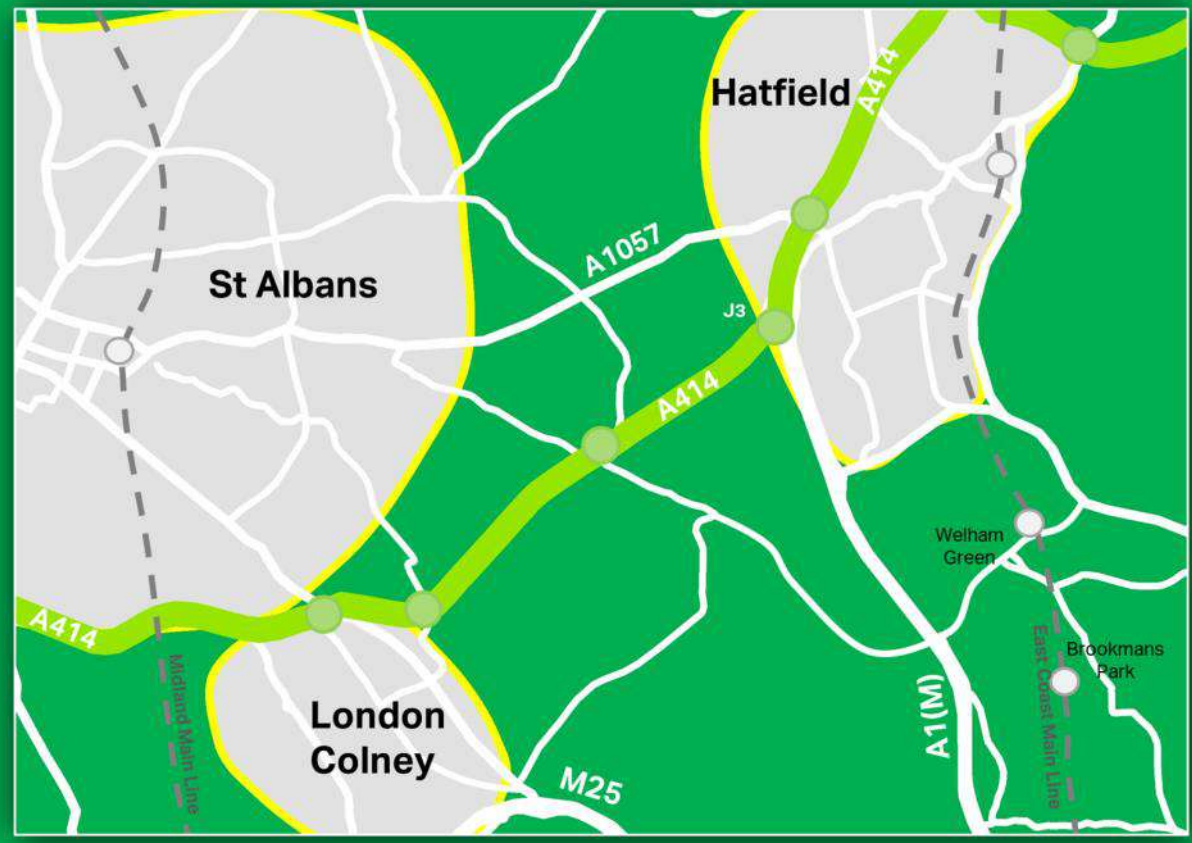 Hatfield
A414
A1057
St Albans
J3
A414
Welham
Green
A414
Midland Main Line
East Coast Main Line
Brookmans
Park
London
Colney
A1(M)
M25